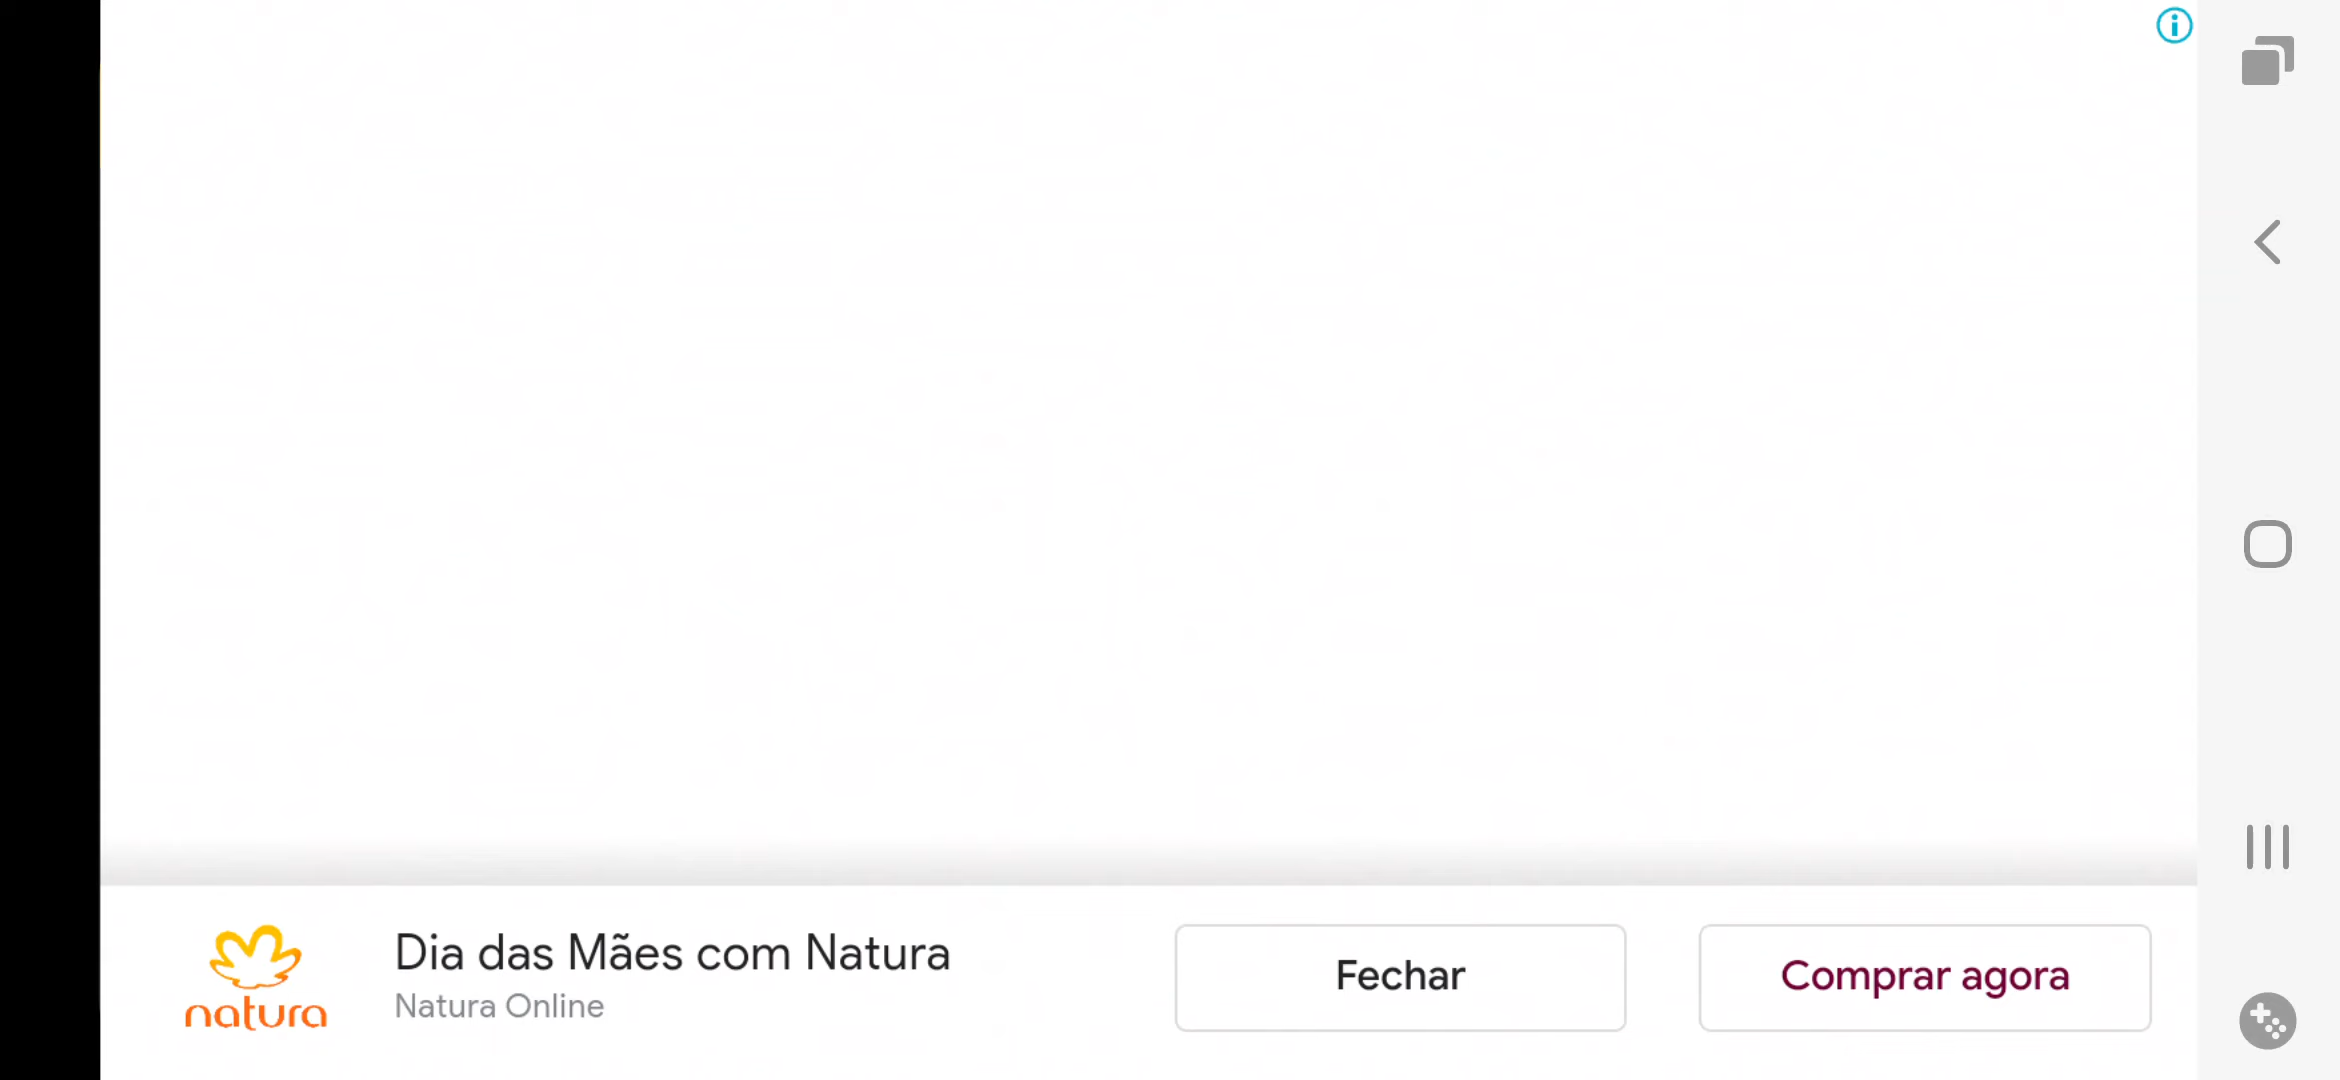 natura
Dia das Mães com Natura
Natura Online
Fechar
Comprar agora